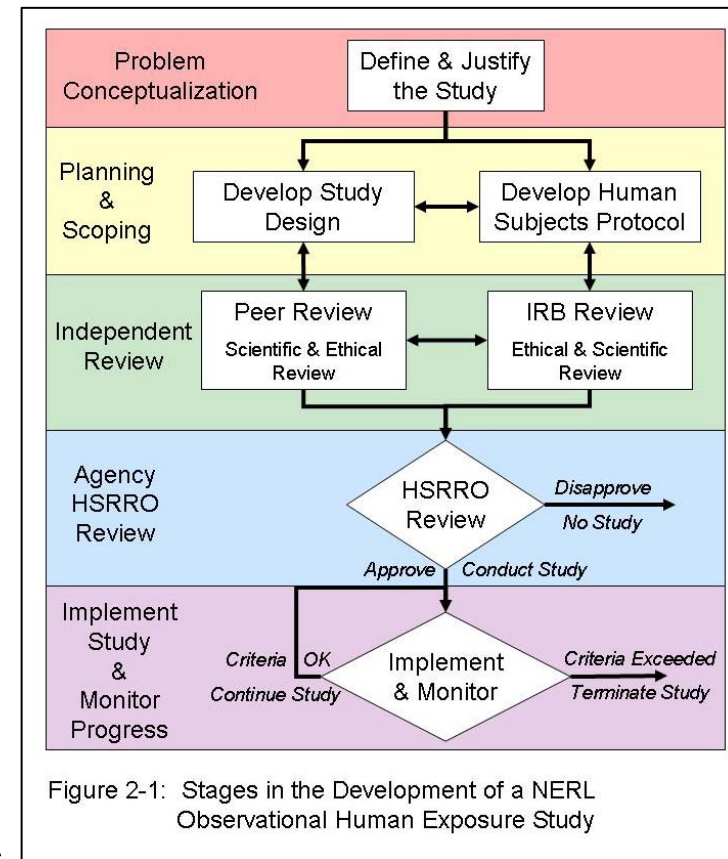 Problem
Conceptualization
Define & Justify
the Study
Planning
&
Scoping
Develop Study
Design
Develop Human
Subjects Protocol
Independent
Review
Peer Review
Scientific & Ethical
Review
IRB Review
Ethical & Scientific
Review
Agency
HSRRO
Review
HSRRO
Review
Disapprove
No Study
Approve
Conduct Study
Implement
Study
&
Monitor
Progress
Criteria OK
Continue Study
Implement
& Monitor
Criteria Exceeded
Terminate Study
Figure 2-1: Stages in the Development of a NERL
Observational Human Exposure Study